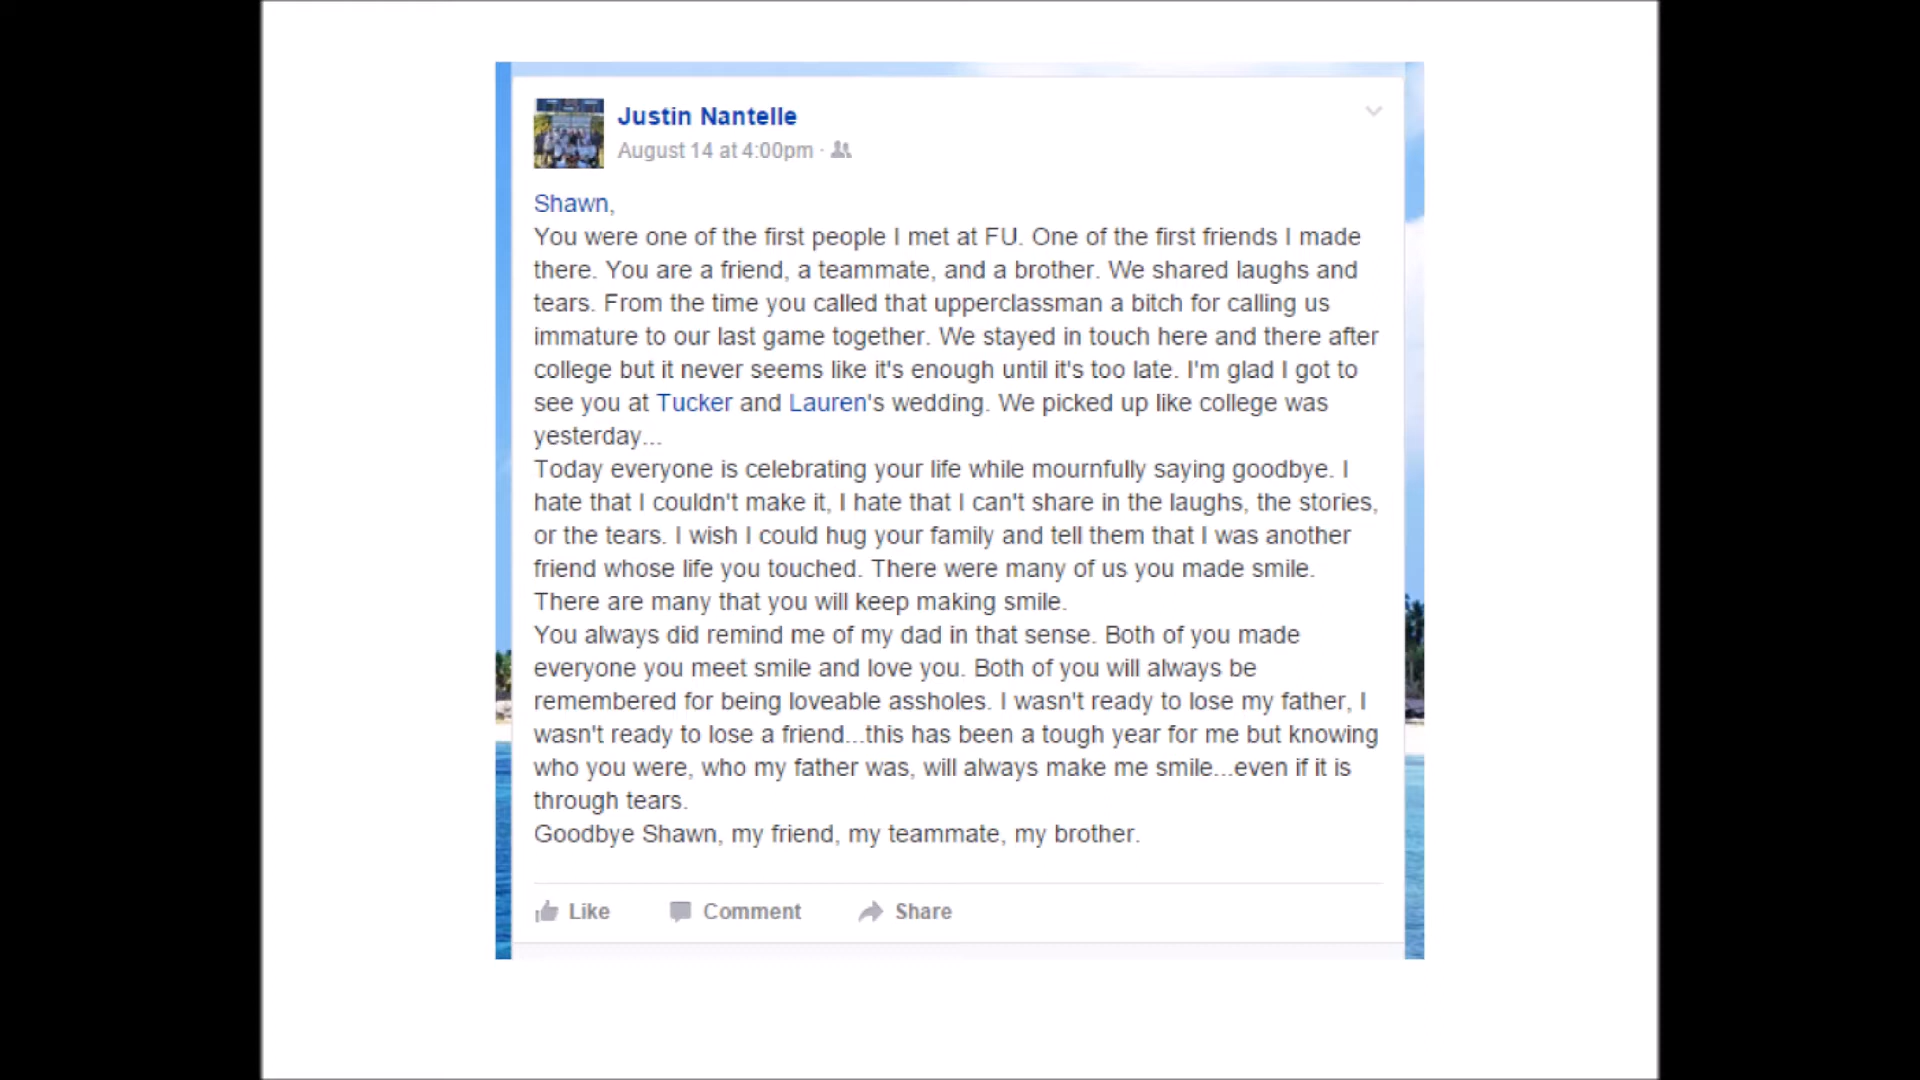 Justin Nantelle
August 14 at 4:00pm ·
Shawn,
You were one of the first people I met at FU. One of the first friends I made
there. You are a friend, a teammate, and a brother. We shared laughs and
tears. From the time you called that upperclassman a bitch for calling us
immature to our last game together. We stayed in touch here and there after
college but it never seems like it's enough until it's too late. I'm glad I got to
see you at Tucker and Lauren's wedding. We picked up like college was
yesterday...
Today everyone is celebrating your life while mournfully saying goodbye. I
hate that I couldn't make it, I hate that I can't share in the laughs, the stories,
or the tears. I wish I could hug your family and tell them that I was another
friend whose life you touched. There were many of us you made smile.
There are many that you will keep making smile.
You always did remind me of my dad in that sense. Both of you made
everyone you meet smile and love you. Both of you will always be
remembered for being loveable assholes. I wasn't ready to lose my father, I
wasn't ready to lose a friend...this has been a tough year for me but knowing
who you were, who my father was, will always make me smile...even if it is
through tears.
Goodbye Shawn, my friend, my teammate, my brother.
Like Comment Share